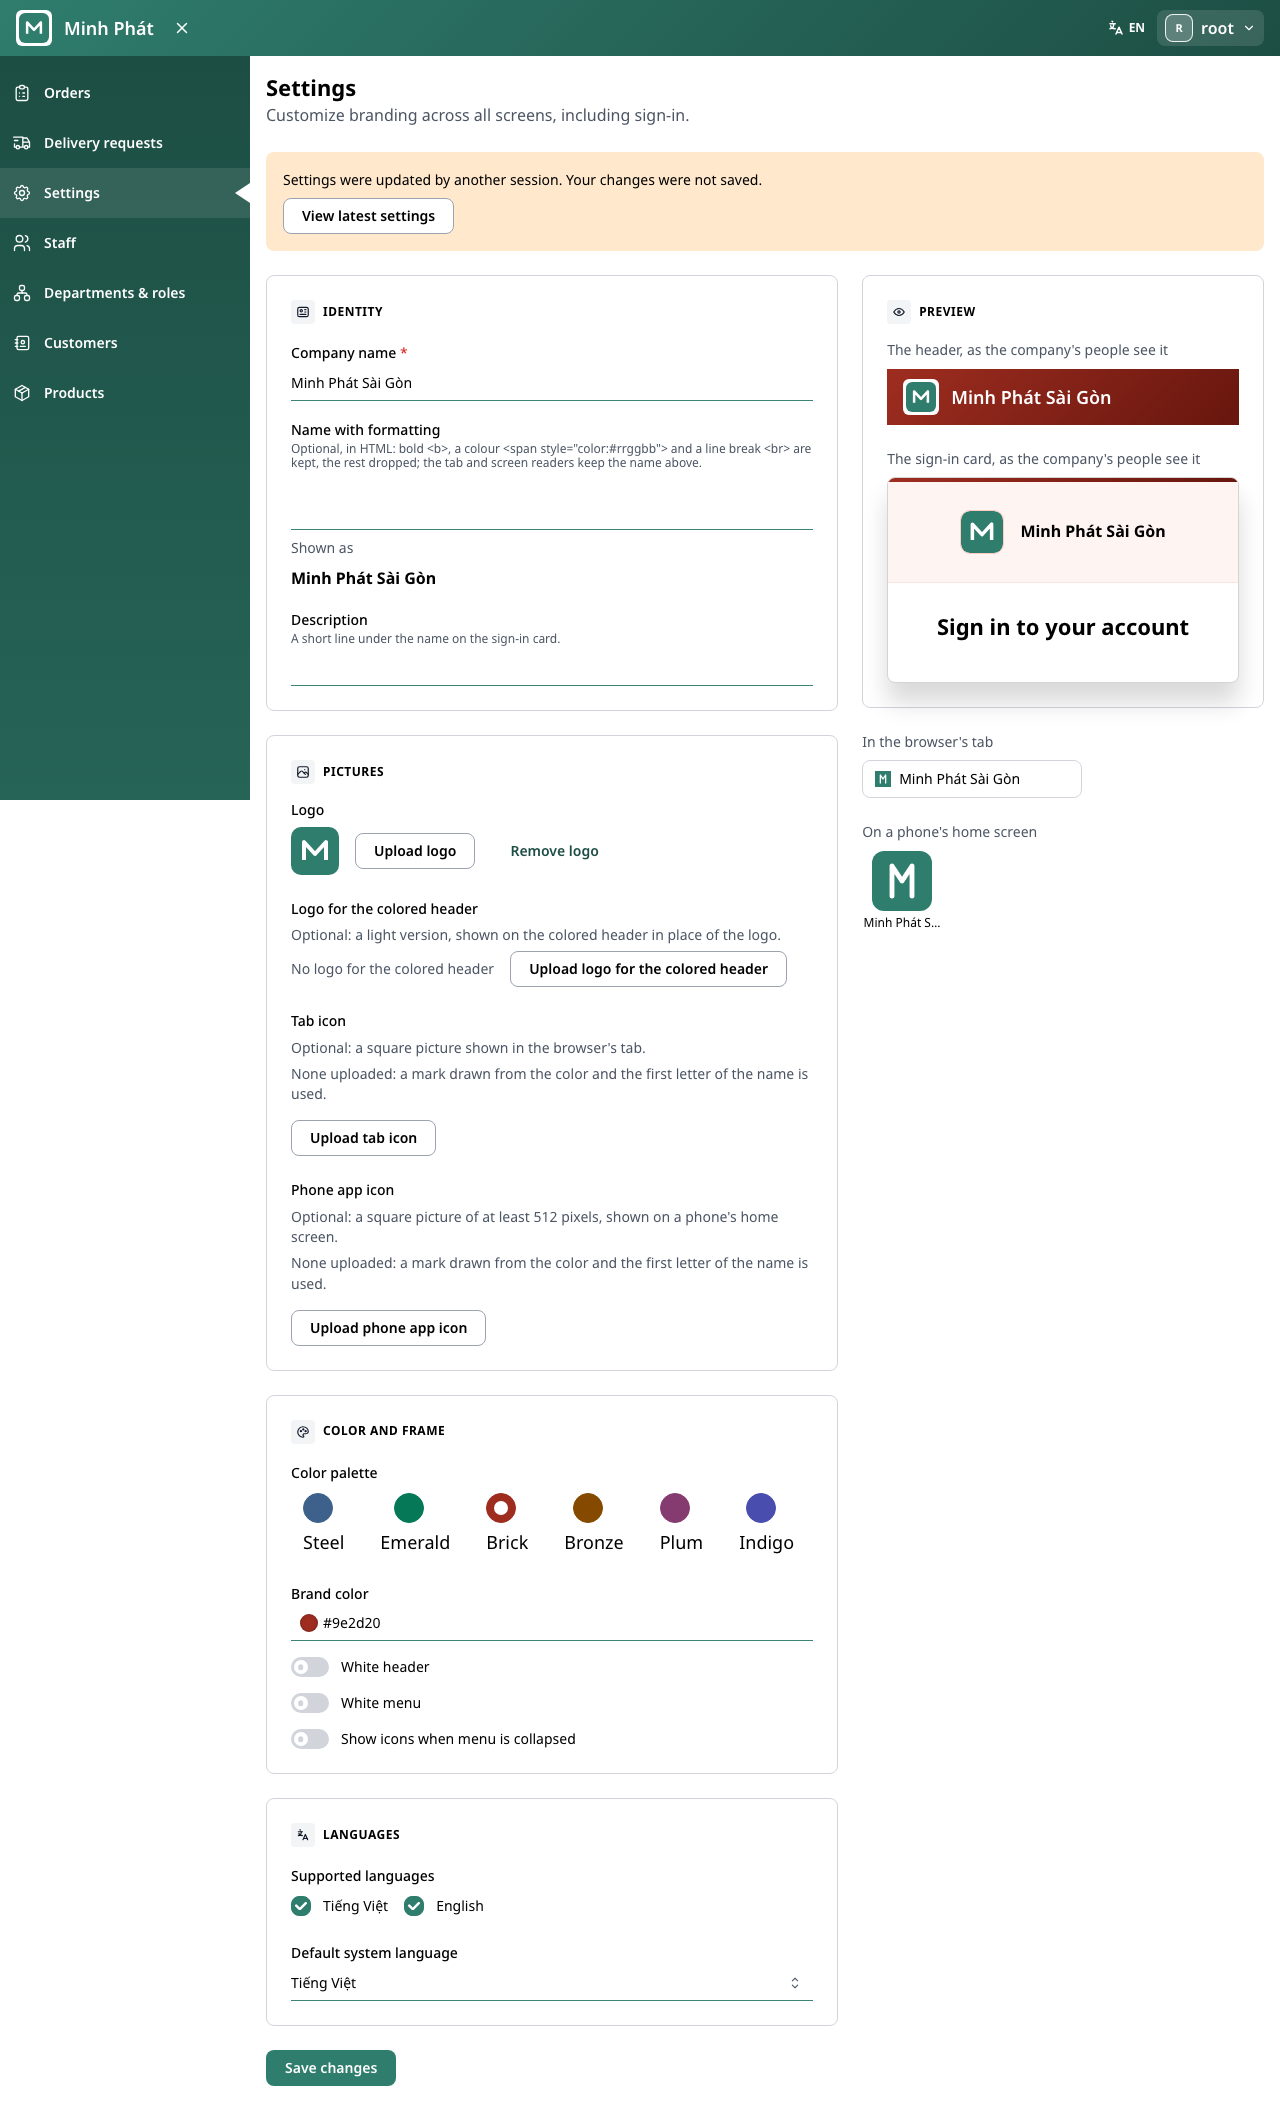 Minh Phát
EN
R
root
Orders
Delivery requests
Settings
Staff
Departments & roles
Customers
Products
Settings
Customize branding across all screens, including sign-in.
Settings were updated by another session. Your changes were not saved.
View latest settings
IDENTITY
Company name *
Minh Phát Sài Gòn
Name with formatting
Optional, in HTML: bold <b>, a colour <span style="color:#rrggbb"> and a line break <br> are
kept, the rest dropped; the tab and screen readers keep the name above.
Shown as
Minh Phát Sài Gòn
Description
A short line under the name on the sign-in card.
PREVIEW
The header, as the company's people see it
Minh Phát Sài Gòn
The sign-in card, as the company's people see it
Minh Phát Sài Gòn
Sign in to your account
In the browser's tab
M
Minh Phát Sài Gòn
On a phone's home screen
M
Minh Phát S...
PICTURES
Logo
Upload logo
Remove logo
Logo for the colored header
Optional: a light version, shown on the colored header in place of the logo.
No logo for the colored header
Upload logo for the colored header
Tab icon
Optional: a square picture shown in the browser's tab.
None uploaded: a mark drawn from the color and the first letter of the name is
used.
Upload tab icon
Phone app icon
Optional: a square picture of at least 512 pixels, shown on a phone's home
screen.
None uploaded: a mark drawn from the color and the first letter of the name is
used.
Upload phone app icon
COLOR AND FRAME
Color palette
Steel
Emerald
Brick
Bronze
Plum
Indigo
Brand color
#9e2d20
White header
White menu
Show icons when menu is collapsed
LANGUAGES
Supported languages
Tiếng Việt
English
Default system language
Tiếng Việt
Save changes